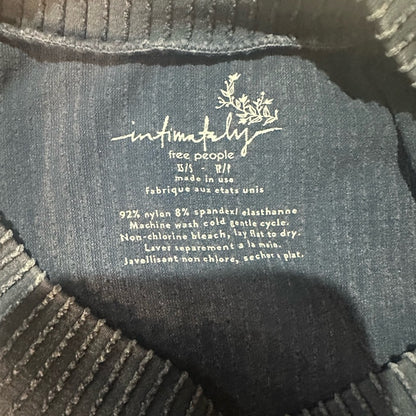 intimately
free people
XS/S - TP/P
made in usa
fabrique aux etats unis
92% nylon 8% spandex/ elasthanne
Machine wash cold gentle cycle.
Non-chlorine bleach, lay flat to dry.
Laver separement a la main.
Javellisant non chlore, secher a plat.